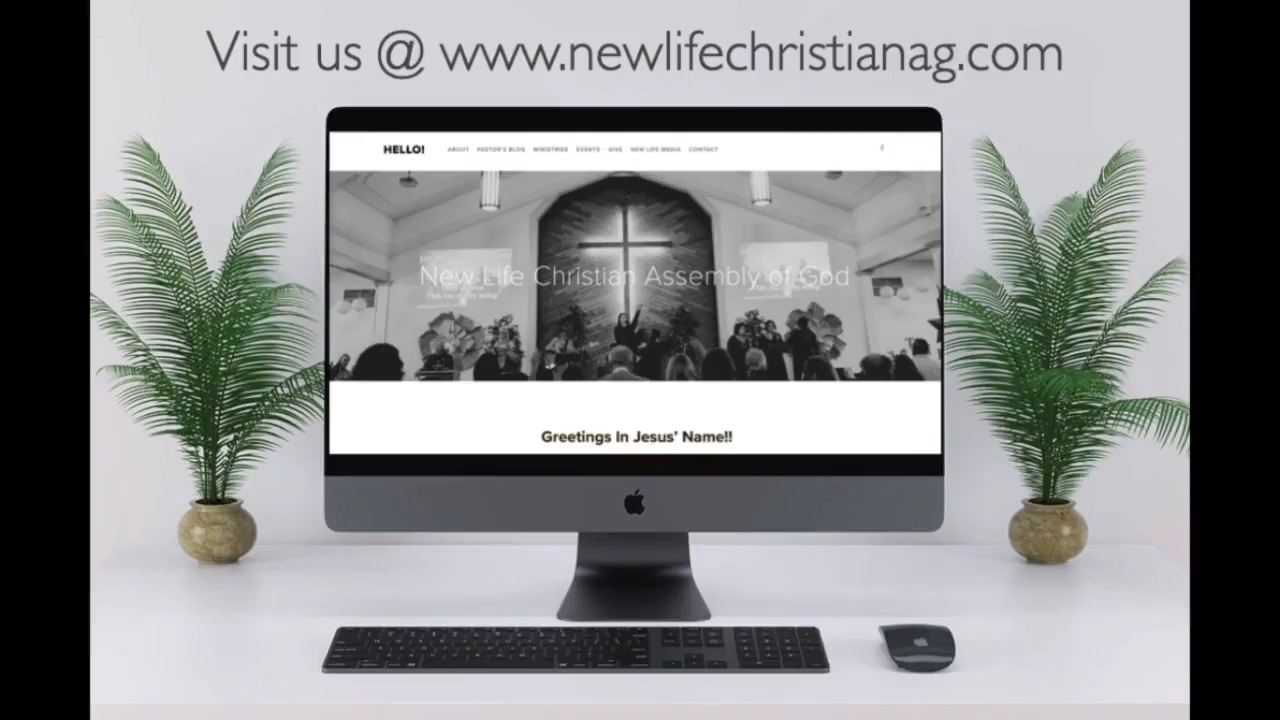 Visit us @ www.newlifechristianag.com
HELLO! ABOUT PASTOR'S BLOG MINISTRIES EVENTS GIVE NEW LIFE MEDIA CONTACT f
New Life Christian Assembly of God
Greetings In Jesus' Name!!